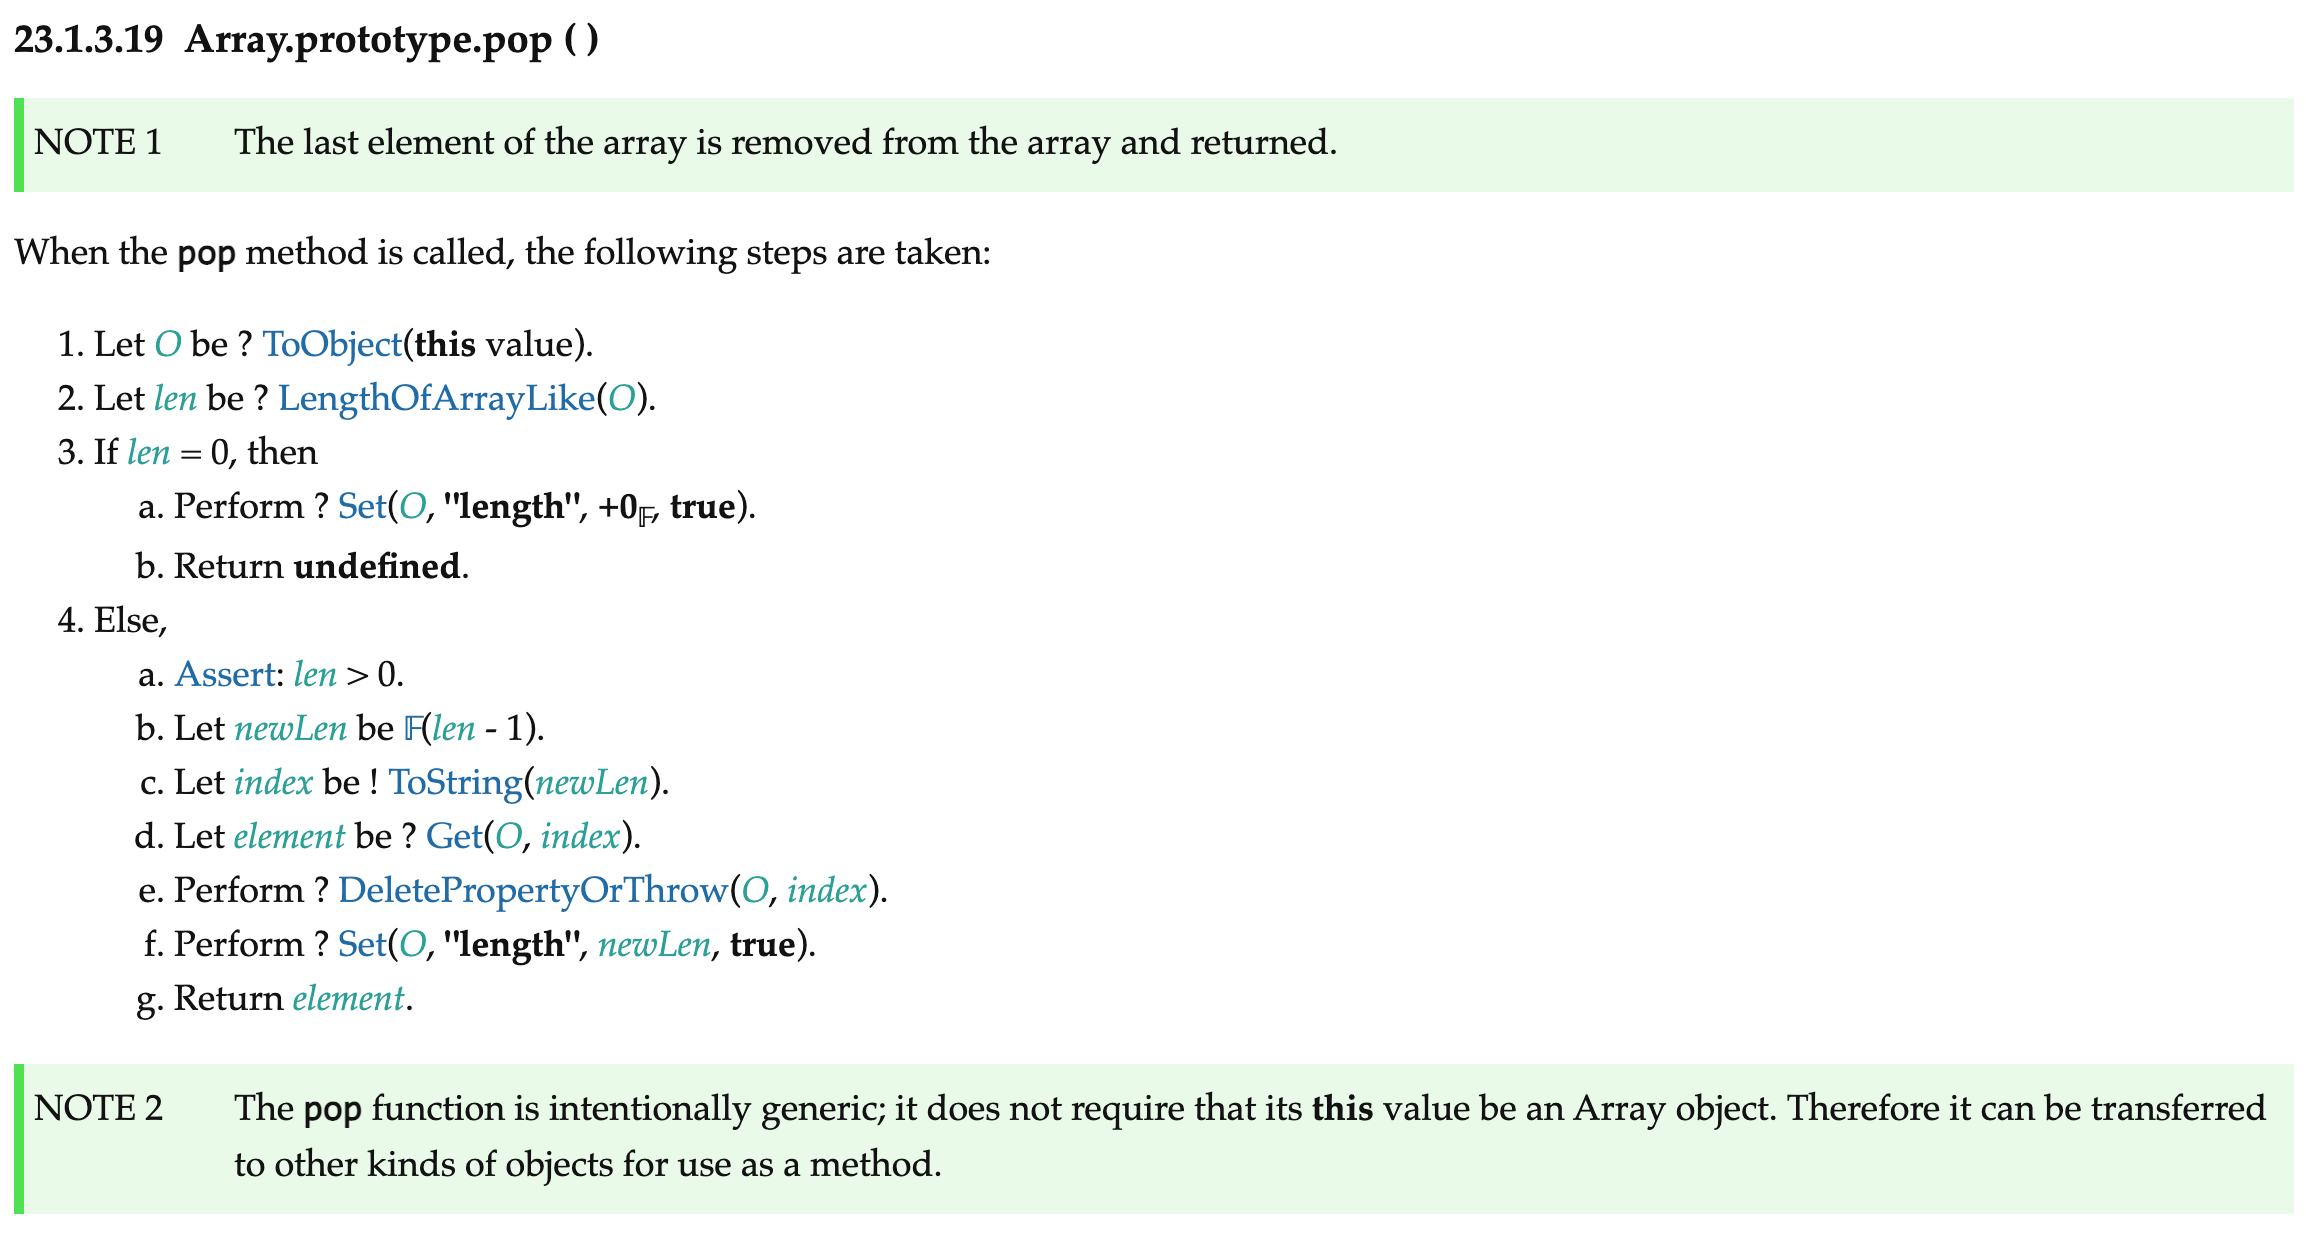 23.1.3.19 Array.prototype.pop ( )
NOTE 1 The last element of the array is removed from the array and returned.
When the pop method is called, the following steps are taken:
1. Let O be ? ToObject(this value).
2. Let len be ? LengthOfArrayLike(O).
3. If len = 0, then
a. Perform ? Set(O, "length", +0𝔽, true).
b. Return undefined.
4. Else,
a. Assert: len > 0.
b. Let newLen be 𝔽(len - 1).
c. Let index be ! ToString(newLen).
d. Let element be ? Get(O, index).
e. Perform ? DeletePropertyOrThrow(O, index).
f. Perform ? Set(O, "length", newLen, true).
g. Return element.
NOTE 2 The pop function is intentionally generic; it does not require that its this value be an Array object. Therefore it can be transferred
to other kinds of objects for use as a method.